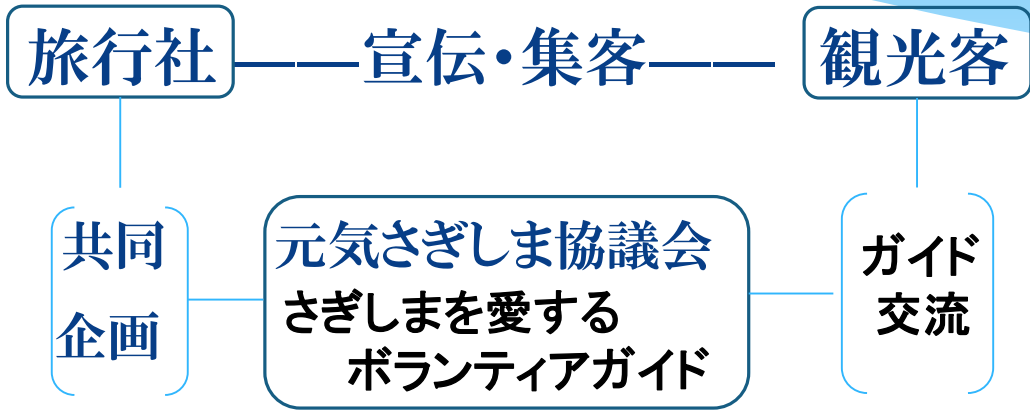 旅行社 宣伝・集客 観光客
共同
企画
元気さぎしま協議会
さぎしまを愛する
ボランティアガイド
ガイド
交流